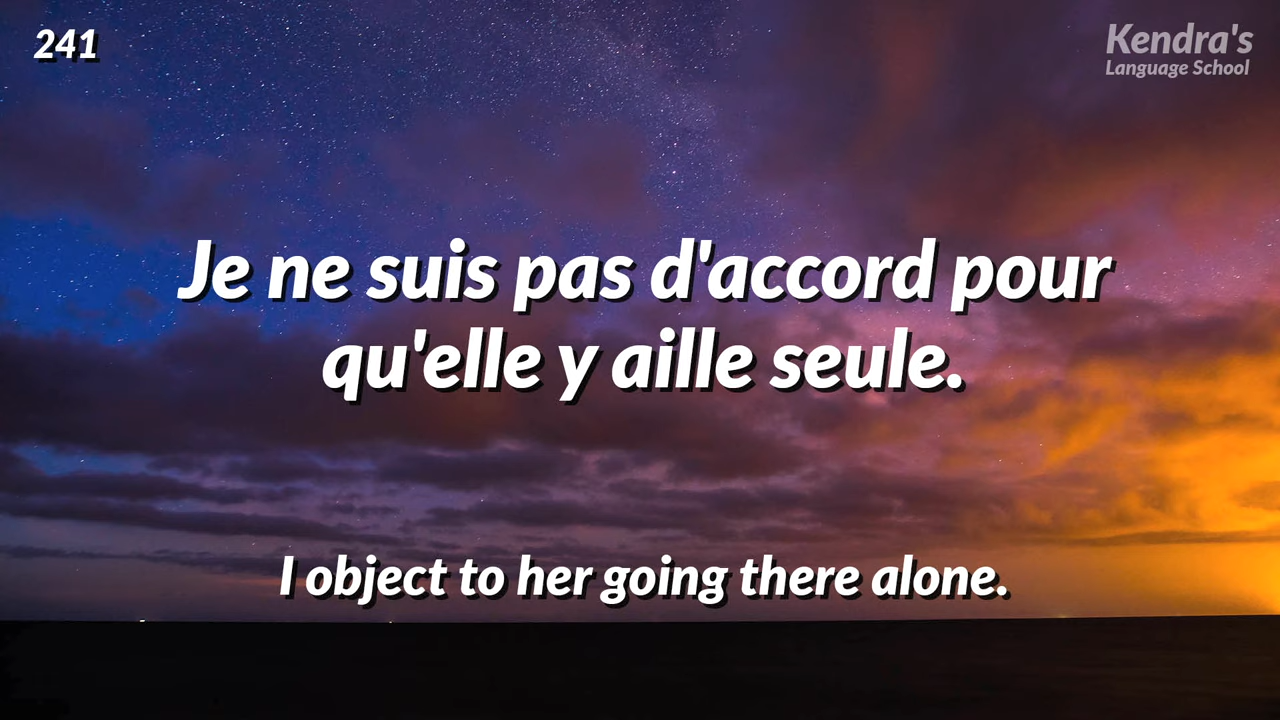 241
Kendra's
Language School
Je ne suis pas d'accord pour
qu'elle y aille seule.
I object to her going there alone.